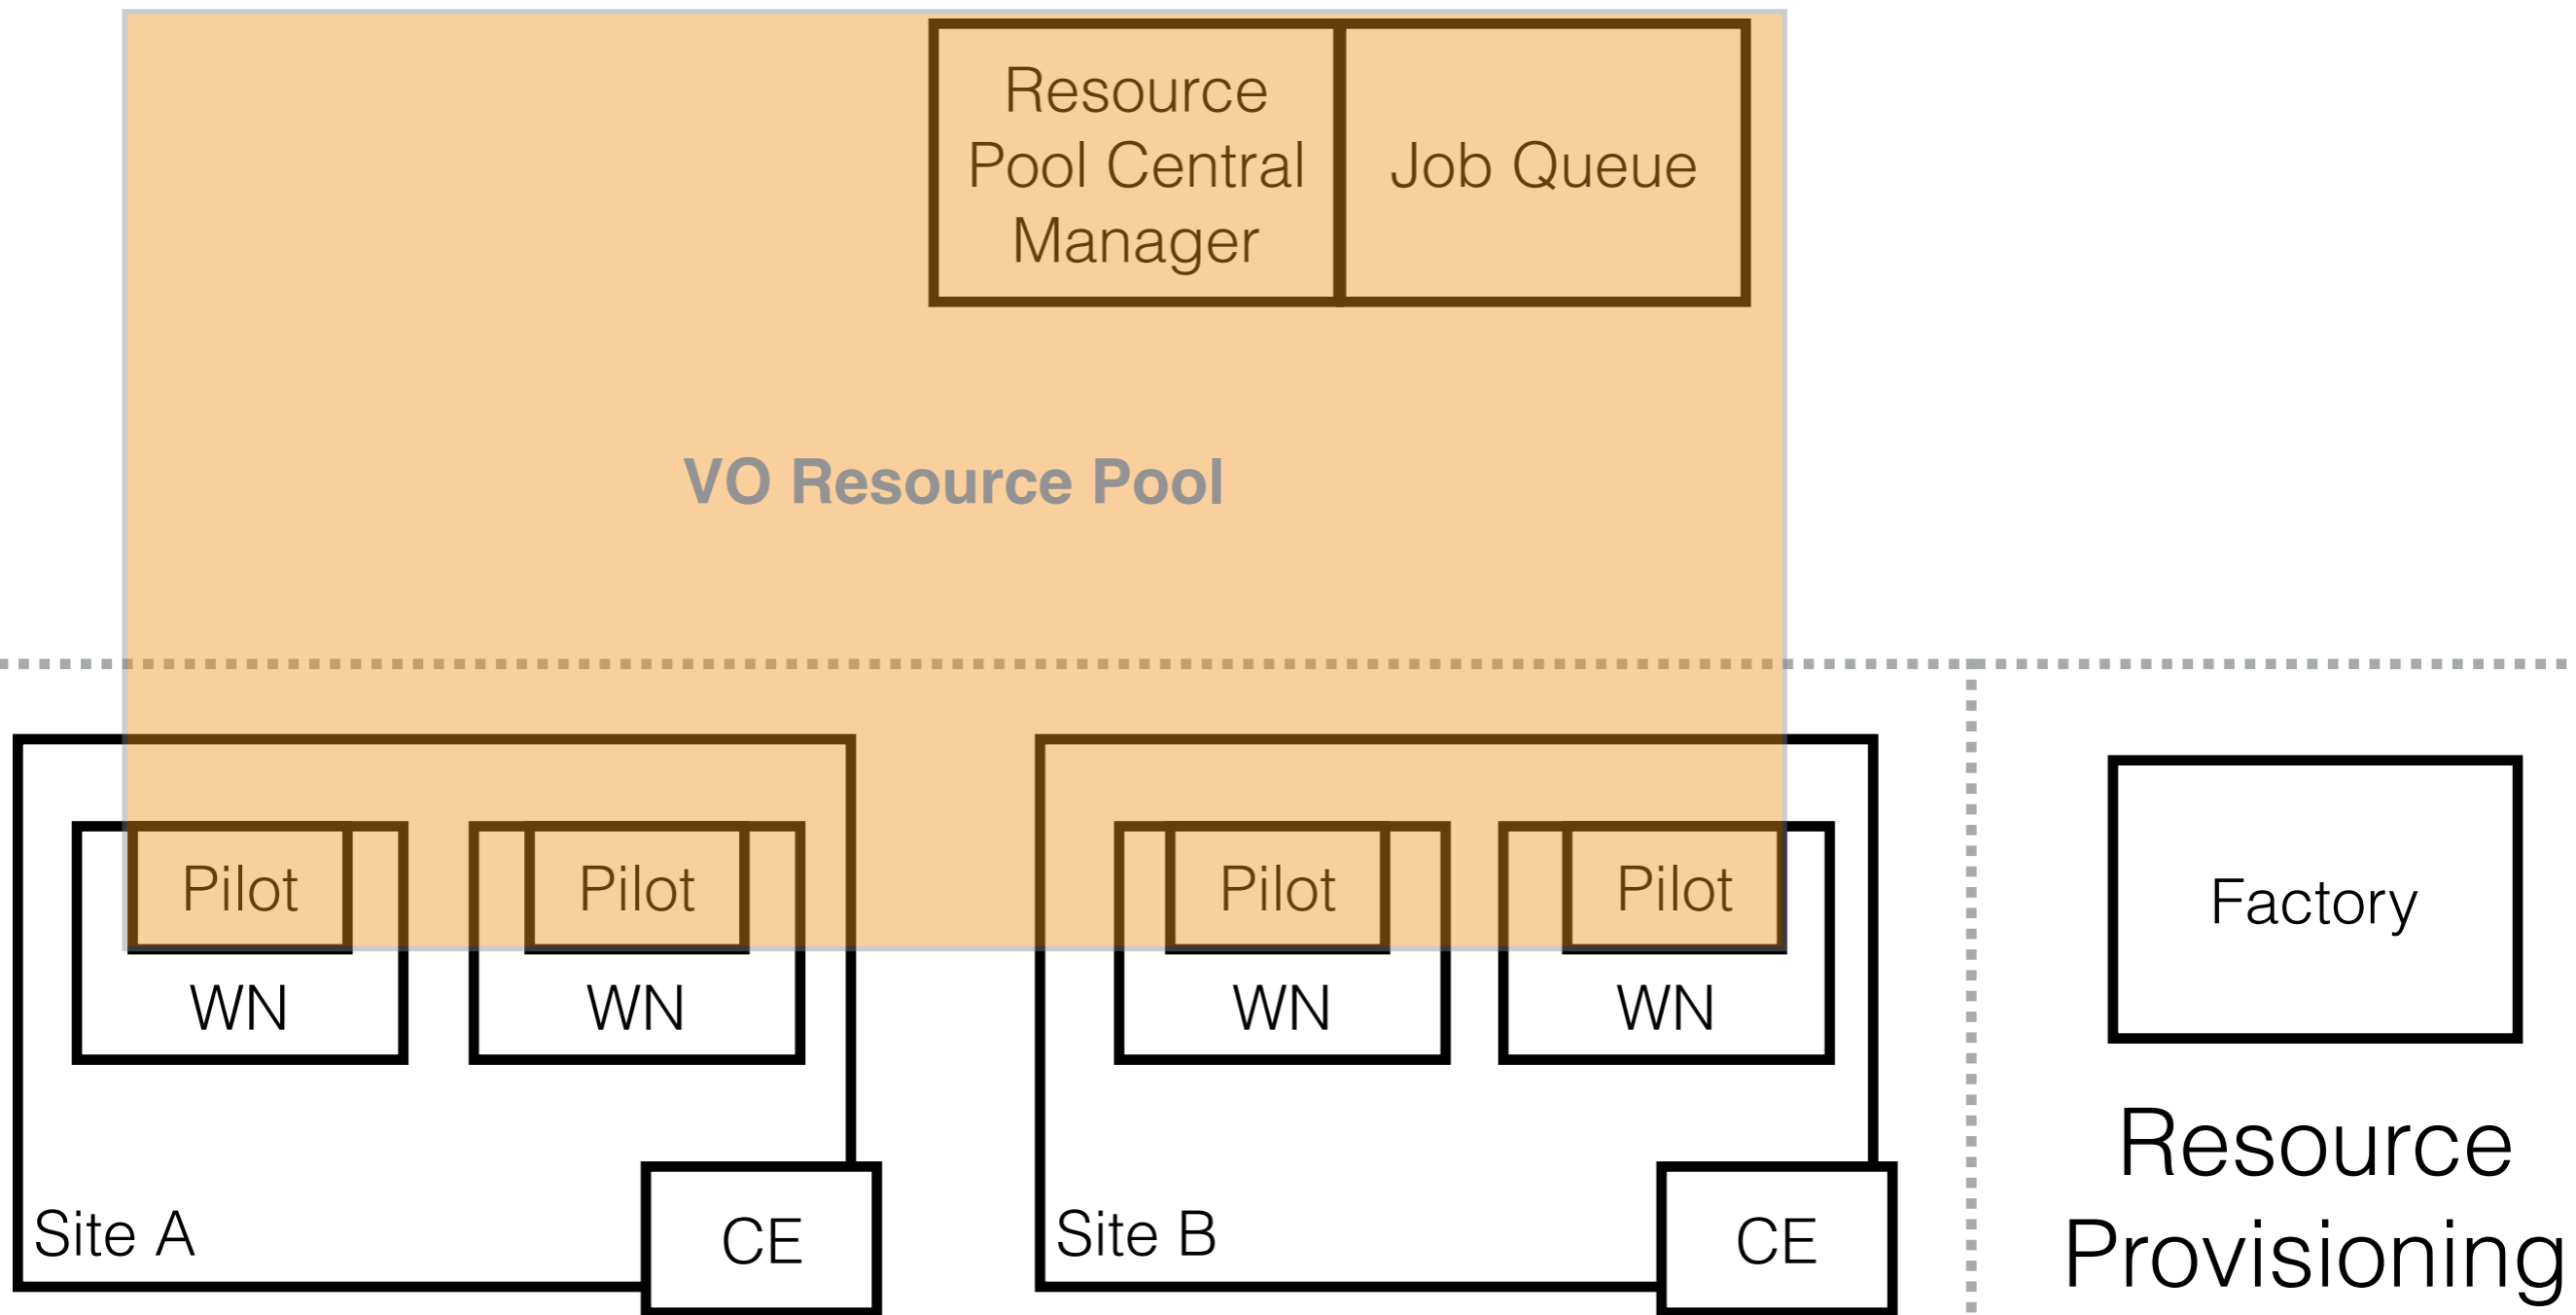 Resource
Pool Central
Manager
Job Queue
VO Resource Pool
Pilot
WN
Pilot
WN
Site A
CE
Pilot
WN
Pilot
WN
Site B
CE
Factory
Resource
Provisioning